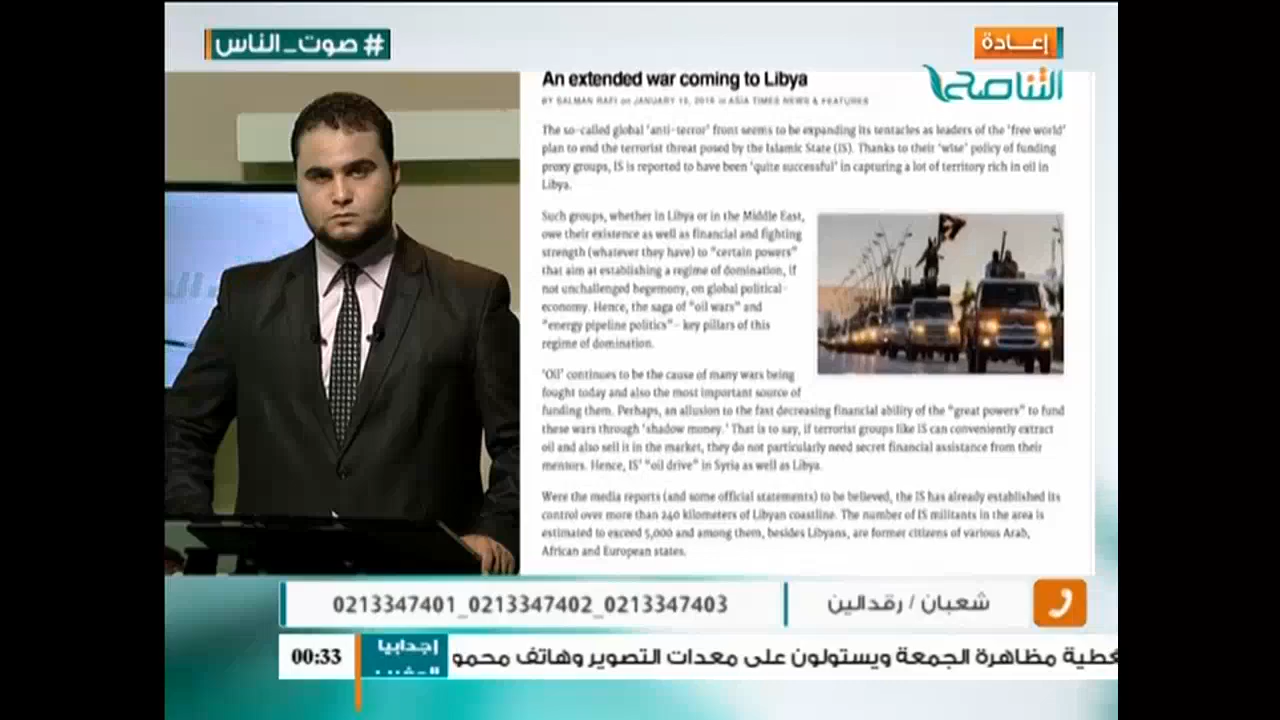 #صوت_الناس
إعـادة
التناصح
An extended war coming to Libya
BY SALMAN RAFI on JANUARY 15, 2016 in ASIA TIMES NEWS & FEATURES
The so-called global 'anti-terror' front seems to be expanding its tentacles as leaders of the 'free world'
plan to end the terrorist threat posed by the Islamic State (IS). Thanks to their 'wise' policy of funding
proxy groups, IS is reported to have been 'quite successful' in capturing a lot of territory rich in oil in
Libya.
Such groups, whether in Libya or in the Middle East,
owe their existence as well as financial and fighting
strength (whatever they have) to "certain powers"
that aim at establishing a regime of domination, if
not unchallenged hegemony, on global political-
economy. Hence, the saga of "oil wars" and
"energy pipeline politics"– key pillars of this
regime of domination.
'Oil' continues to be the cause of many wars being
fought today and also the most important source of
funding them. Perhaps, an allusion to the fast decreasing financial ability of the "great powers" to fund
these wars through 'shadow money.' That is to say, if terrorist groups like IS can conveniently extract
oil and also sell it in the market, they do not particularly need secret financial assistance from their
mentors. Hence, IS' "oil drive" in Syria as well as Libya.
Were the media reports (and some official statements) to be believed, the IS has already established its
control over more than 240 kilometers of Libyan coastline. The number of IS militants in the area is
estimated to exceed 5,000 and among them, besides Libyans, are former citizens of various Arab,
African and European states.
شعبان / رقدالين
0213347401_0213347402_0213347403
إجدابيا
غطية مظاهرة الجمعة ويستولون على معدات التصوير وهاتف محمو
00:33